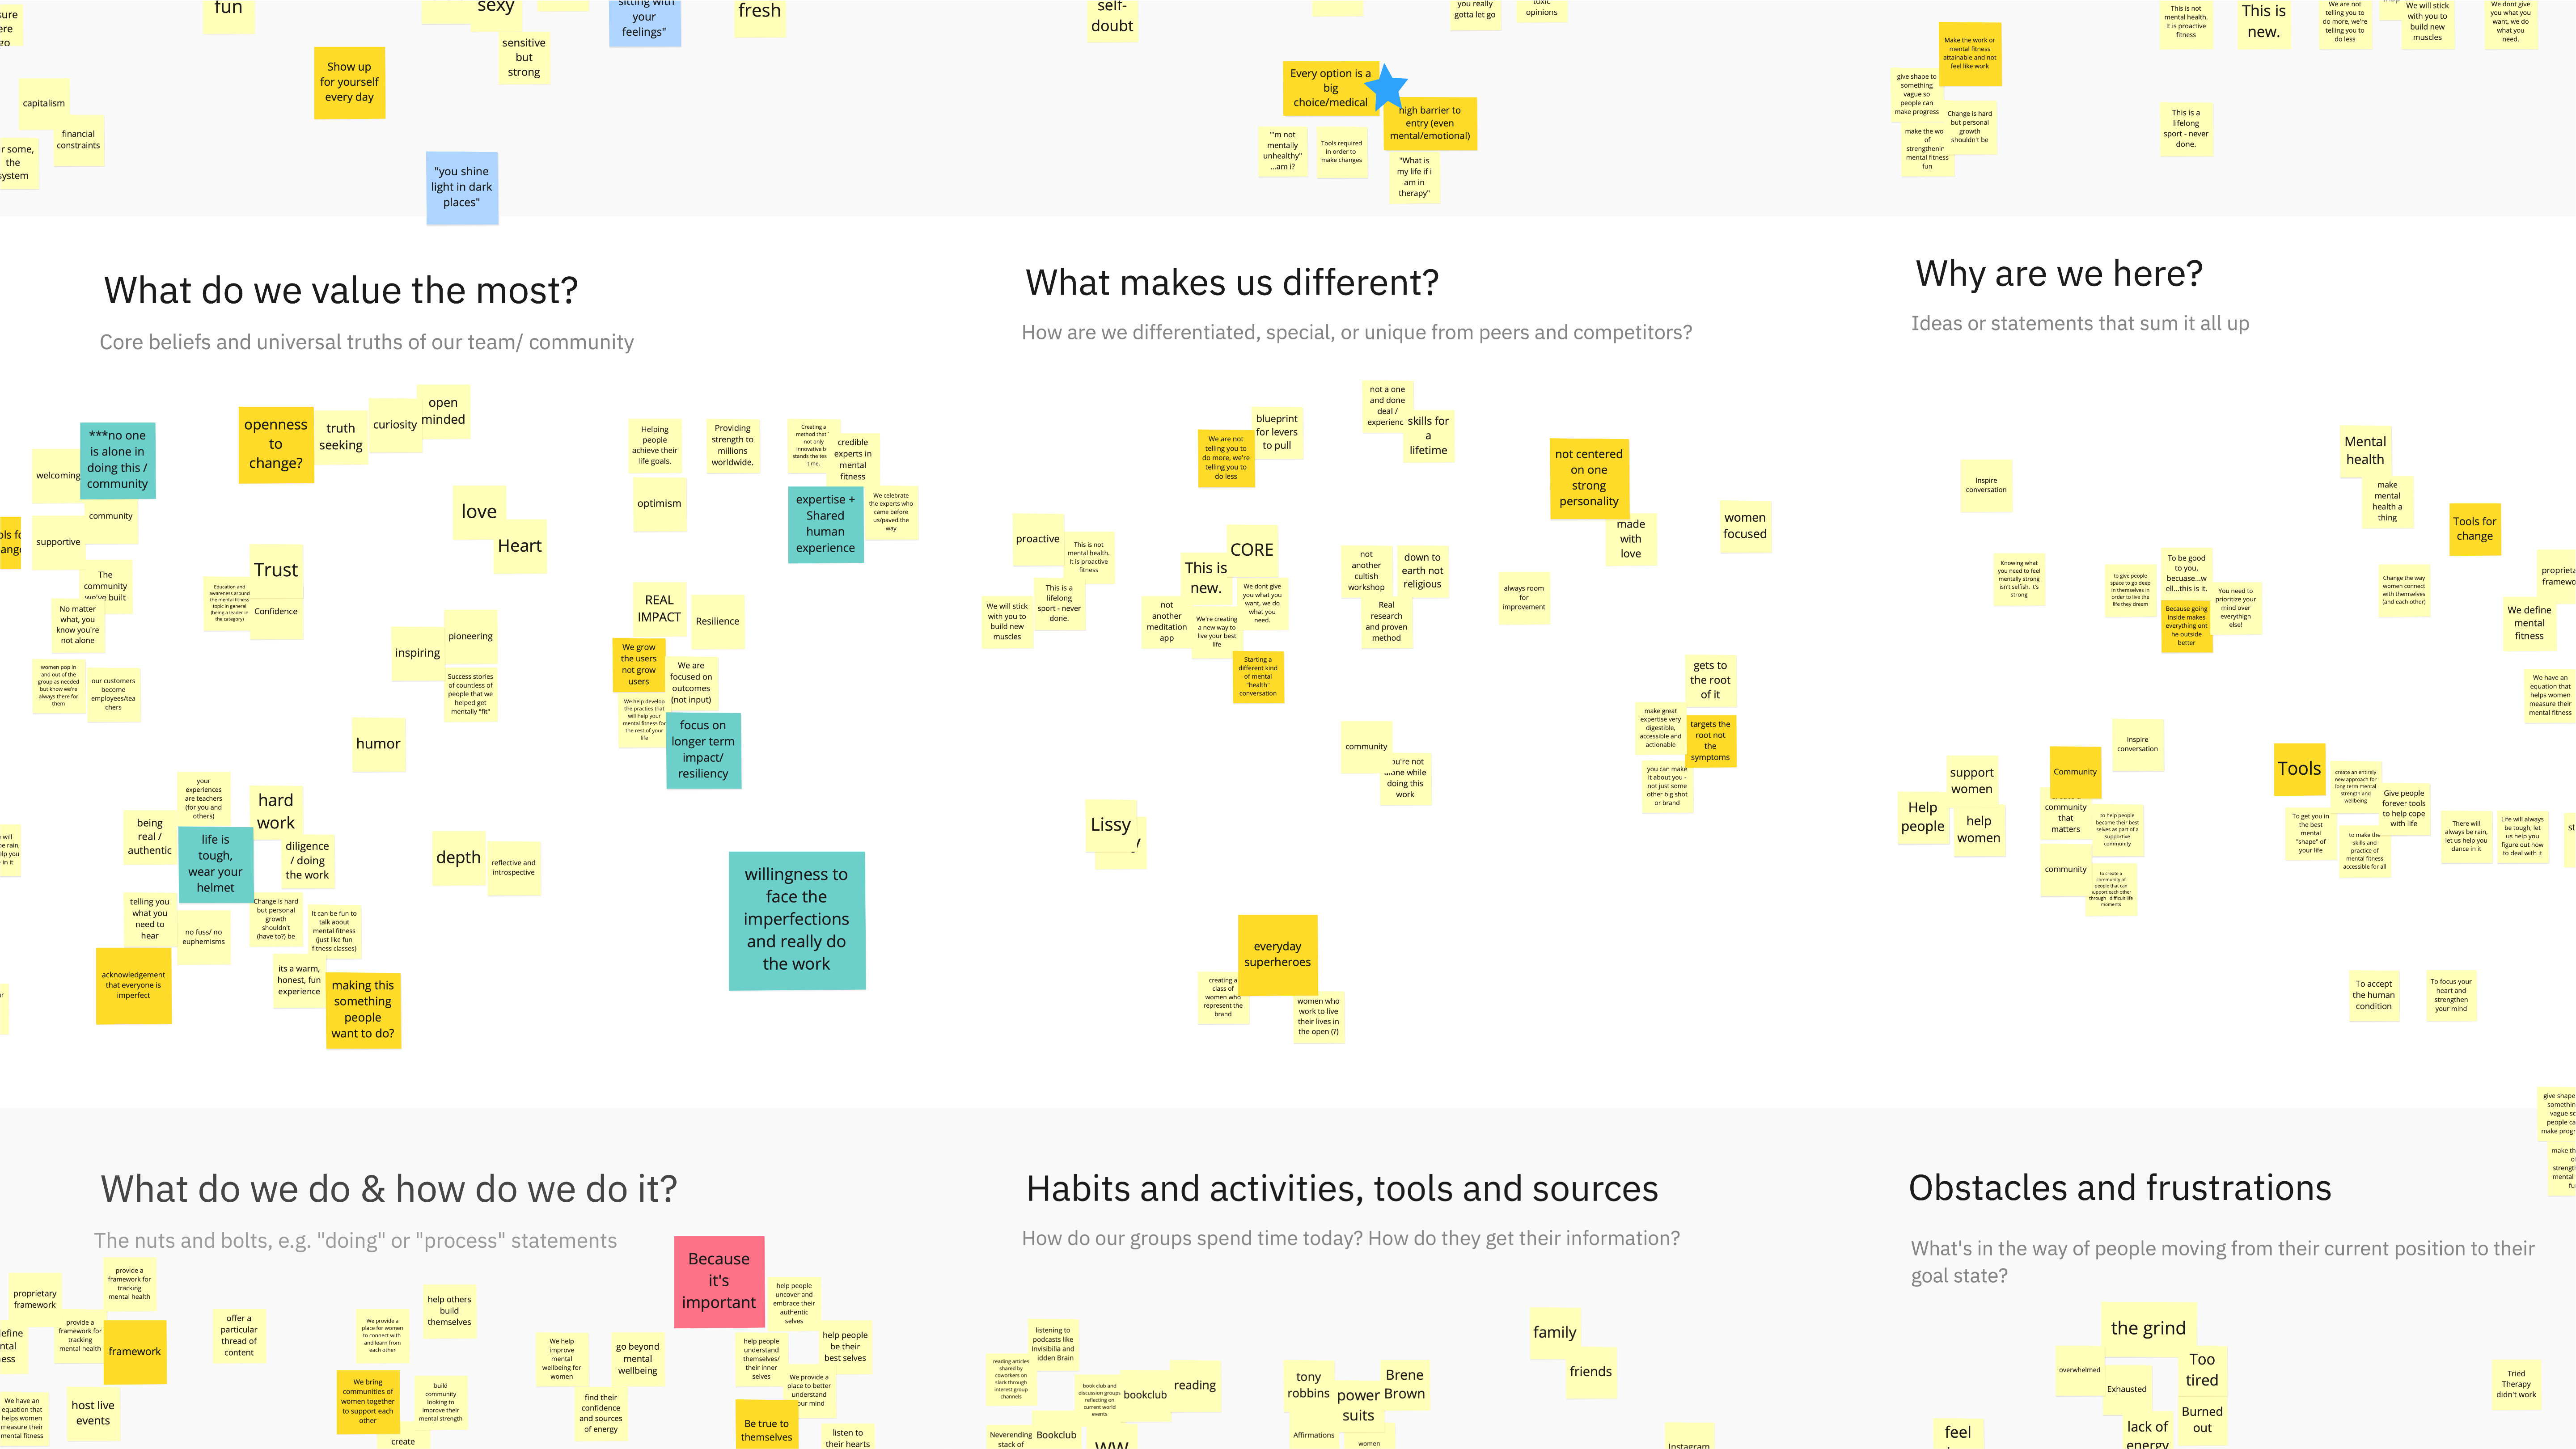 sure
ere
go
fun
sexy
sitting with
your
feelings"
fresh
sensitive
but
strong
Show up
for yourself
every day
capitalism
financial
constraints
r some,
the
system
"you shine
light in dark
places"
self-
doubt
you really
gotta let go
toxic
opinions
Every option is a
big
choice/medical
high barrier to
entry (even
mental/emotional)
"'m not
mentally
unhealthy"
...am i?
Tools required
in order to
make changes
"What is
my life if i
am in
therapy"
Make the work or
mental fitness
attainable and not
feel like work
give shape to
something
vague so
people can
make progress
Change is hard
but personal
growth
shouldn't be
make the wo
of
strengthenin
mental fitness
fun
This is not
mental health.
It is proactive
fitness
This is
new.
We are not
telling you to
do more, we're
telling you to
do less
We will stick
with you to
build new
muscles
We dont give
you what you
want, we do
what you
need.
This is a
lifelong
sport - never
done.
What do we value the most?
Core beliefs and universal truths of our team/ community
***no one
is alone in
doing this /
community
welcoming
community
supportive
The
community
we've built
No matter
what, you
know you're
not alone
women pop in
and out of the
group as needed
but know we're
always there for
them
our customers
become
employees/tea
chers
openness
to
change?
truth
seeking
curiosity
open
minded
love
Heart
Trust
Education and
awareness around
the mental fitness
topic in general
(being a leader in
the category)
Confidence
inspiring
pioneering
Success stories
of countless of
people that we
helped get
mentally "fit"
humor
Helping
people
achieve their
life goals.
Providing
strength to
millions
worldwide.
Creating a
method that
not only
innovative b
stands the tes
time.
credible
experts in
mental
fitness
optimism
expertise +
Shared
human
experience
We celebrate
the experts who
came before
us/paved the
way
REAL
IMPACT
Resilience
We grow
the users
not grow
users
We are
focused on
outcomes
(not input)
We help develop
the practies that
will help your
mental fitness for
the rest of your
life
focus on
longer term
impact/
resiliency
your
experiences
are teachers
(for you and
others)
being
real /
authentic
life is
tough,
wear your
helmet
hard
work
diligence
/ doing
the work
telling you
what you
need to
hear
no fuss/ no
euphemisms
Change is hard
but personal
growth
shouldn't
(have to?) be
It can be fun to
talk about
mental fitness
(just like fun
fitness classes)
its a warm,
honest, fun
experience
acknowledgement
that everyone is
imperfect
making this
something
people
want to do?
depth
reflective and
introspective
willingness to
face the
imperfections
and really do
the work
What makes us different?
How are we differentiated, special, or unique from peers and competitors?
We are not
telling you to
do more, we're
telling you to
do less
blueprint
for levers
to pull
not a one
and done
deal /
experienc
skills for
a
lifetime
not centered
on one
strong
personality
made
with
love
women
focused
proactive
This is not
mental health.
It is proactive
fitness
This is a
lifelong
sport - never
done.
We will stick
with you to
build new
muscles
CORE
This is
new.
We dont give
you what you
want, we do
what you
need.
not
another
meditation
app
We're creating
a new way to
live your best
life
Starting a
different kind
of mental
"health"
conversation
not
another
cultish
workshop
down to
earth not
religious
Real
research
and proven
method
always room
for
improvement
gets to
the root
of it
make great
expertise very
digestible,
accessible and
actionable
targets the
root not
the
symptoms
you can make
it about you -
not just some
other big shot
or brand
community
ou're not
alone while
doing this
work
Lissy
y
everyday
superheroes
creating a
class of
women who
represent the
brand
women who
work to live
their lives in
the open (?)
Why are we here?
Ideas or statements that sum it all up
Inspire
conversation
Mental
health
make
mental
health a
thing
Tools for
change
Knowing what
you need to feel
mentally strong
isn't selfish, it's
strong
to give people
space to go deep
in themselves in
order to live the
life they dream
To be good
to you,
becuase...w
ell...this is it.
You need to
prioritize your
mind over
everythign
else!
Because going
inside makes
everything ont
he outside
better
Change the way
women connect
with themselves
(and each other)
proprieta
framewo
We define
mental
fitness
We have an
equation that
helps women
measure their
mental fitness
Inspire
conversation
support
women
Help
people
help
women
Community
community
that
matters
to help people
become their best
selves as part of a
supportive
community
community
to create a
community of
people that can
support each other
through difficult life
moments
Tools
create an entirely
new approach for
long term mental
strength and
wellbeing
Give people
forever tools
to help cope
with life
To get you in
the best
mental
"shape" of
your life
to make the
skills and
practice of
mental fitness
accessible for all
There will
always be rain,
let us help you
dance in it
Life will always
be tough, let
us help you
figure out how
to deal with it
st
To accept
the human
condition
To focus your
heart and
strengthen
your mind
What do we do & how do we do it?
The nuts and bolts, e.g. "doing" or "process" statements
provide a
framework for
tracking
mental health
proprietary
framework
provide a
framework for
tracking
mental health
framework
We have an
equation that
helps women
measure their
mental fitness
host live
events
offer a
particular
thread of
content
We provide a
place for women
to connect with
and learn from
each other
help others
build
themselves
We bring
communities of
women together
to support each
other
build
community
looking to
improve their
mental strength
create
We help
improve
mental
wellbeing for
women
go beyond
mental
wellbeing
find their
confidence
and sources
of energy
Because
it's
important
help people
uncover and
embrace their
authentic
selves
help people
understand
themselves/
their inner
selves
help people
be their
best selves
We provide a
place to better
understand
our mind
Be true to
themselves
listen to
their hearts
Habits and activities, tools and sources
How do our groups spend time today? How do they get their information?
listening to
podcasts like
Invisibilia and
idden Brain
reading articles
shared by
coworkers on
slack through
interest group
channels
book club and
discussion groups
reflecting on
current world
events
bookclub
reading
Neverending
stack of
Bookclub
WW
tony
robbins
power
suits
Brene
Brown
Affirmations
women
family
friends
Instagram
Obstacles and frustrations
What's in the way of people moving from their current position to their
goal state?
the grind
overwhelmed
Exhausted
Too
tired
Burned
out
lack of
energy
feel
Tried
Therapy
didn't work
give shape
somethin
vague so
people ca
make progr
make th
of
strengt
mental
fu